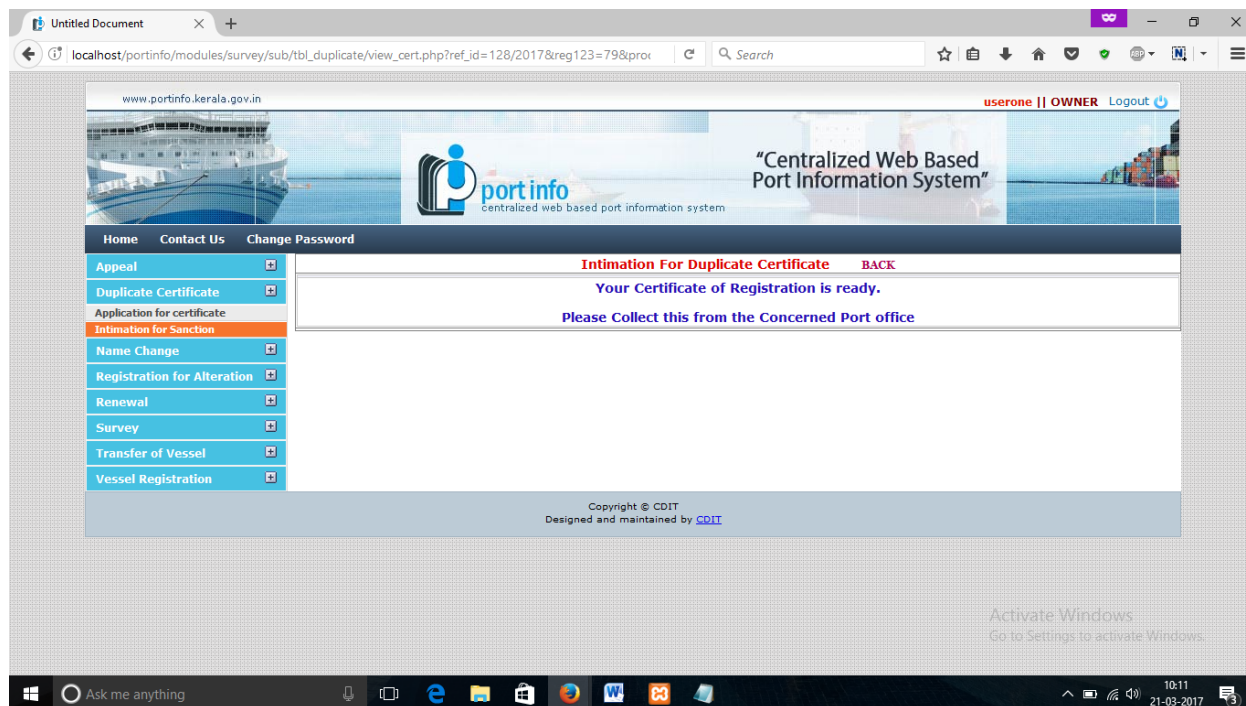 Untitled Document
localhost/portinfo/modules/survey/sub/tbl_duplicate/view_cert.php?ref_id=128/2017&reg123=79&proc
Search
ABP
www.portinfo.kerala.gov.in
userone || OWNER Logout
port info
centralized web based port information system
"Centralized Web Based
Port Information System"
Home Contact Us Change Password
Appeal
Duplicate Certificate
Application for certificate
Intimation for Sanction
Name Change
Registration for Alteration
Renewal
Survey
Transfer of Vessel
Vessel Registration
Intimation For Duplicate Certificate BACK
Your Certificate of Registration is ready.
Please Collect this from the Concerned Port office
Copyright © CDIT
Designed and maintained by CDIT
Activate Windows
Go to Settings to activate Windows.
Ask me anything
10:11
21-03-2017
3